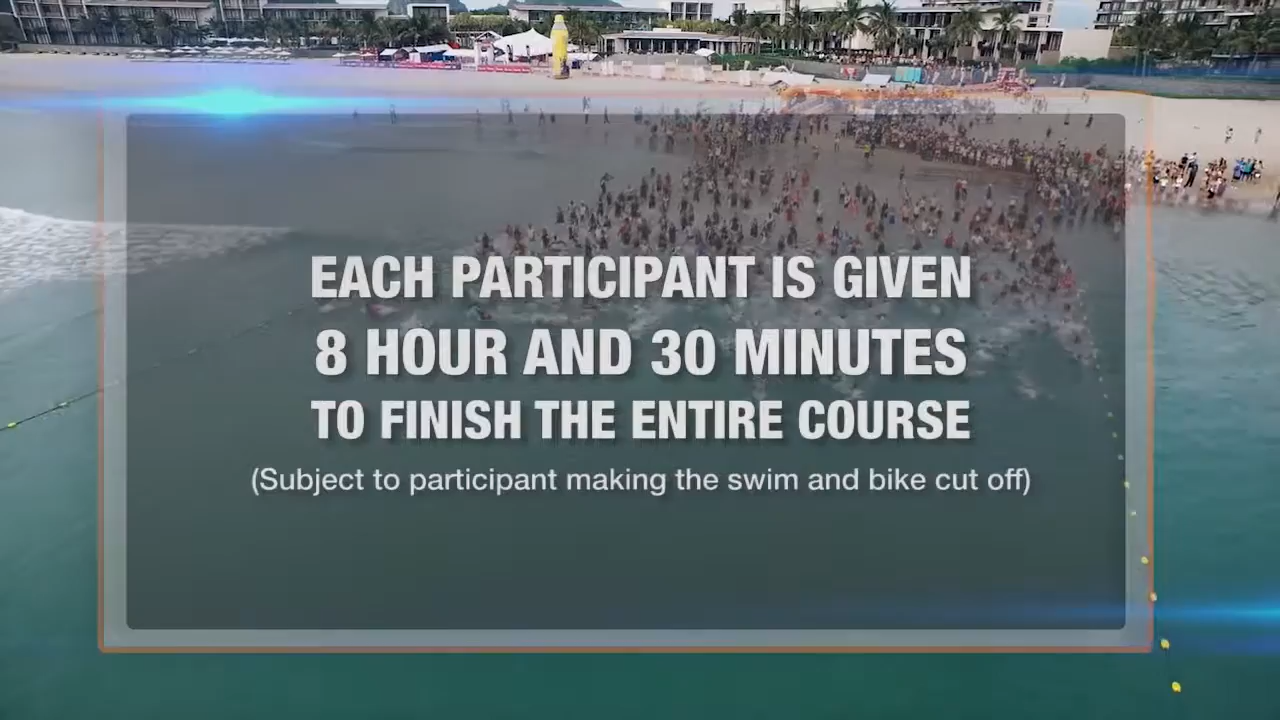 EACH PARTICIPANT IS GIVEN
8 HOUR AND 30 MINUTES
TO FINISH THE ENTIRE COURSE
(Subject to participant making the swim and bike cut off)